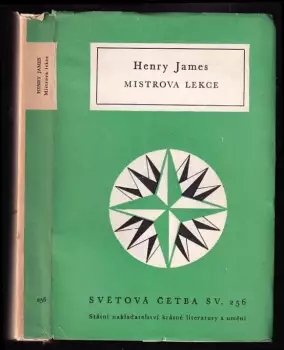 HENRY JAMES
Mistrova lekce
256
Henry James
MISTROVA LEKCE
SVĚTOVÁ ČETBA SV. 256
Státní nakladatelství krásné literatury a umění